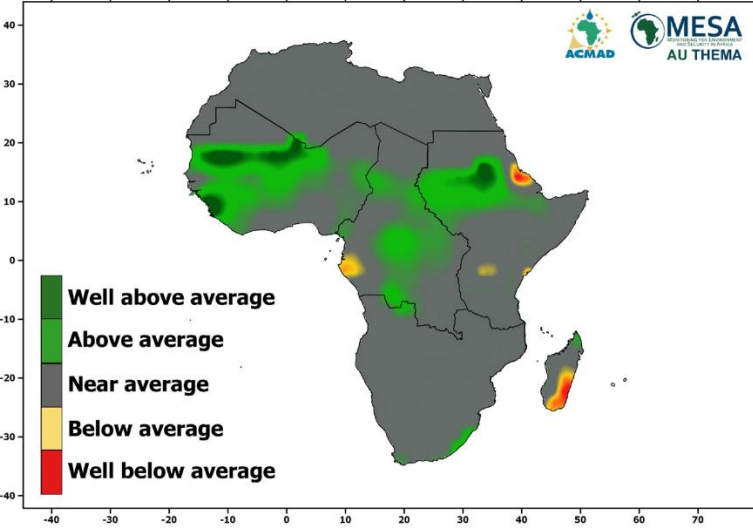 ACMAD
MESA
MONITORING FOR ENVIRONMENT
AND SECURITY IN AFRICA
AU THEMA
40
30
20
10
0
-10
-20
-30
-40
Well above average
Above average
Near average
Below average
Well below average
-40 -30 -20 -10 0 10 20 30 40 50 60 70